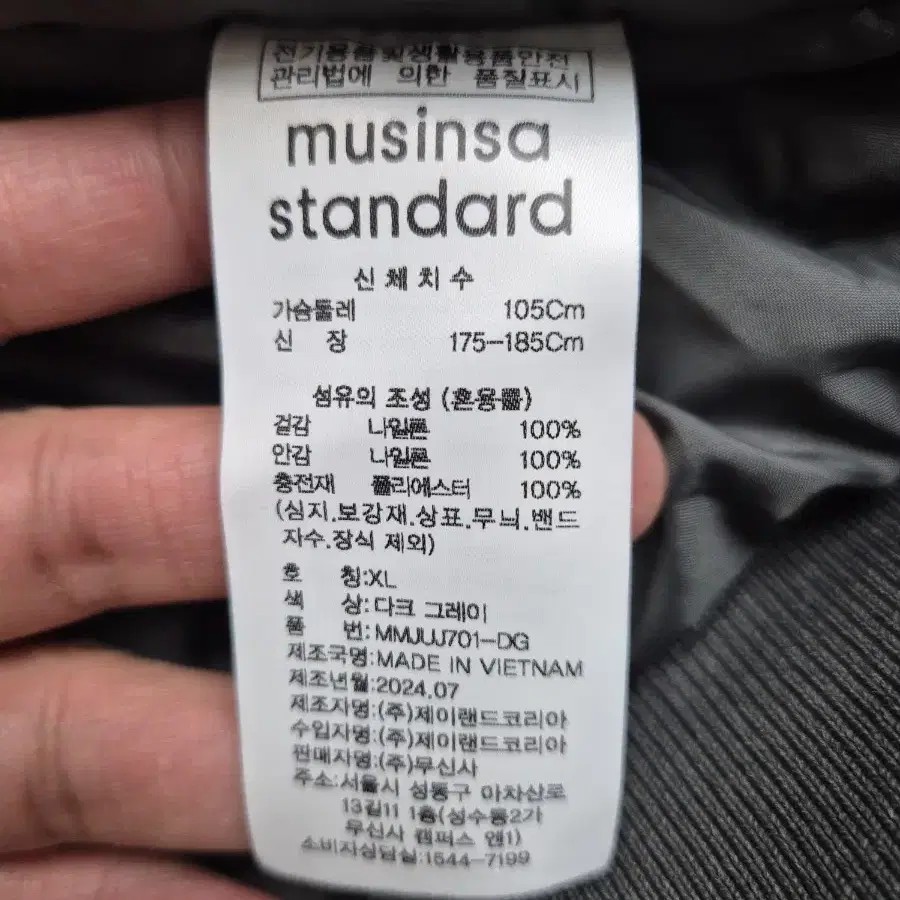 전기용품및생활용품안전
관리법에 의한 품질표시
musinsa
standard
신체치수
가슴둘레 105Cm
신 장 175-185Cm
섬유의 조성 (혼용률)
겉감 나일론 100%
안감 나일론 100%
충전재 폴리에스터 100%
(심지.보강재.상표.무늬.밴드
자수.장식 제외)
호 칭:XL
색 상:다크 그레이
품 번:MMJUJ701-DG
제조국명:MADE IN VIETNAM
제조년월:2024.07
제조자명:(주)제이랜드코리아
수입자명:(주)제이랜드코리아
판매자명:(주)무신사
주소:서울시 성동구 아차산로
13길11 1층(성수동2가
무신사 캠퍼스 엔1)
소비자상담실:1544-7199